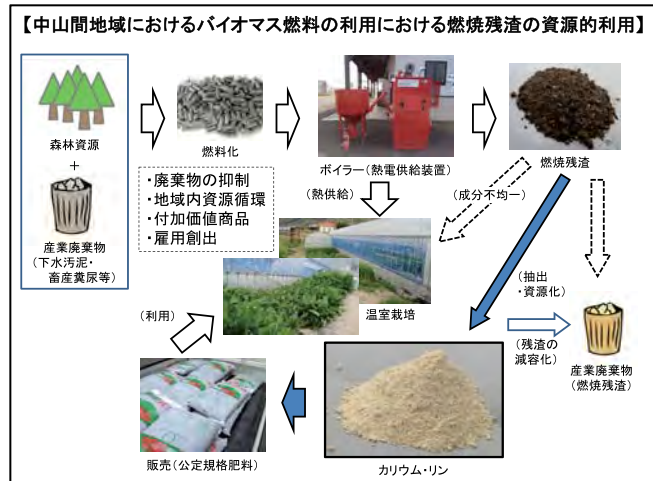 【中山間地域におけるバイオマス燃料の利用における燃焼残渣の資源的利用】
森林資源
+
産業廃棄物
(下水汚泥・
畜産糞尿等)
燃料化
ボイラー(熱電供給装置)
燃焼残渣
・廃棄物の抑制
・地域内資源循環
・付加価値商品
・雇用創出
(熱供給)
(成分不均一)
温室栽培
(抽出
・資源化)
(利用)
(残渣の
減容化)
産業廃棄物
(燃焼残渣)
販売(公定規格肥料)
カリウム・リン